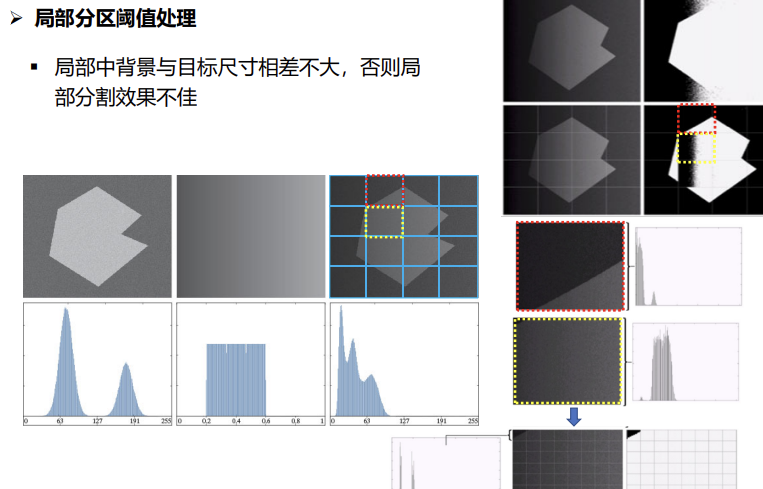 局部分区阈值处理
局部中背景与目标尺寸相差不大，否则局
部分割效果不佳
0 63 127 191 255
0 0.2 0.4 0.6 0.8 1
0 63 127 191 255